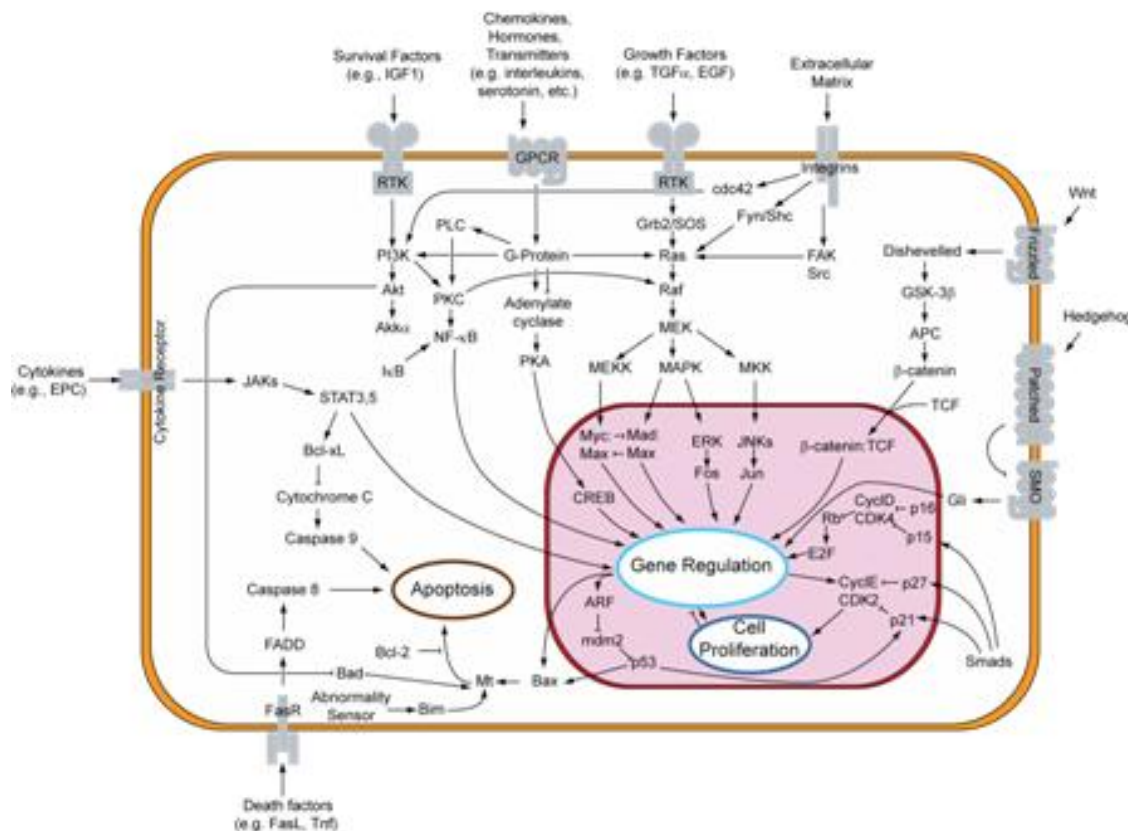 Chemokines,
Hormones,
Transmitters
(e.g. interleukins,
serotonin, etc.)
Survival Factors
(e.g., IGF1)
Growth Factors
(e.g. TGFα, EGF)
Extracellular
Matrix
GPCR
RTK
RTK
Integrins
cdc42
Wnt
PLC
Grb2/SOS
Fyn/Shc
Frizzled
PI3K
G-Protein
Ras
FAK
Src
Dishevelled
Akt
PKC
Adenylate
cyclase
Raf
GSK-3β
Akkα
NF-κB
MEK
APC
Hedgehog
IκB
PKA
MEKK
MAPK
MKK
β-catenin
Cytokines
(e.g., EPC)
Cytokine Receptor
JAKs
STAT3,5
TCF
Patched
Myc:
Mad:
Max
Max
ERK
JNKs
β-catenin:TCF
Bcl-xL
Fos
Jun
Cytochrome C
CREB
Gli
SMO
CyclD
p16
Rb
CDK4
p15
Caspase 9
E2F
Gene Regulation
Caspase 8
Apoptosis
CyclE
p27
ARF
CDK2
p21
FADD
mdm2
Cell
Proliferation
Bcl-2
p53
Smads
Bad
Mt
Bax
FasR
Abnormality
Sensor
Bim
Death factors
(e.g. FasL, Tnf)